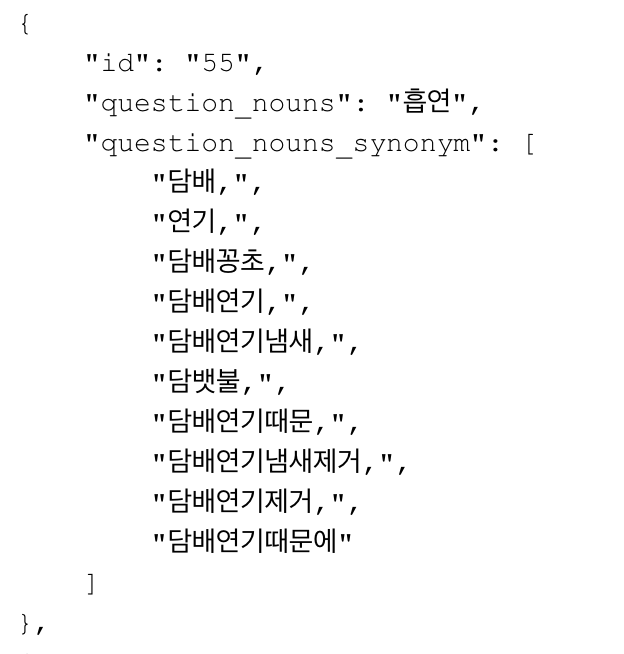 {
"id": "55",
"question_nouns": "흡연",
"question_nouns_synonym": [
"담배,",
"연기,",
"담배꽁초,",
"담배연기,",
"담배연기냄새,",
"담뱃불,",
"담배연기때문,",
"담배연기냄새제거,",
"담배연기제거,",
"담배연기때문에"
]
},